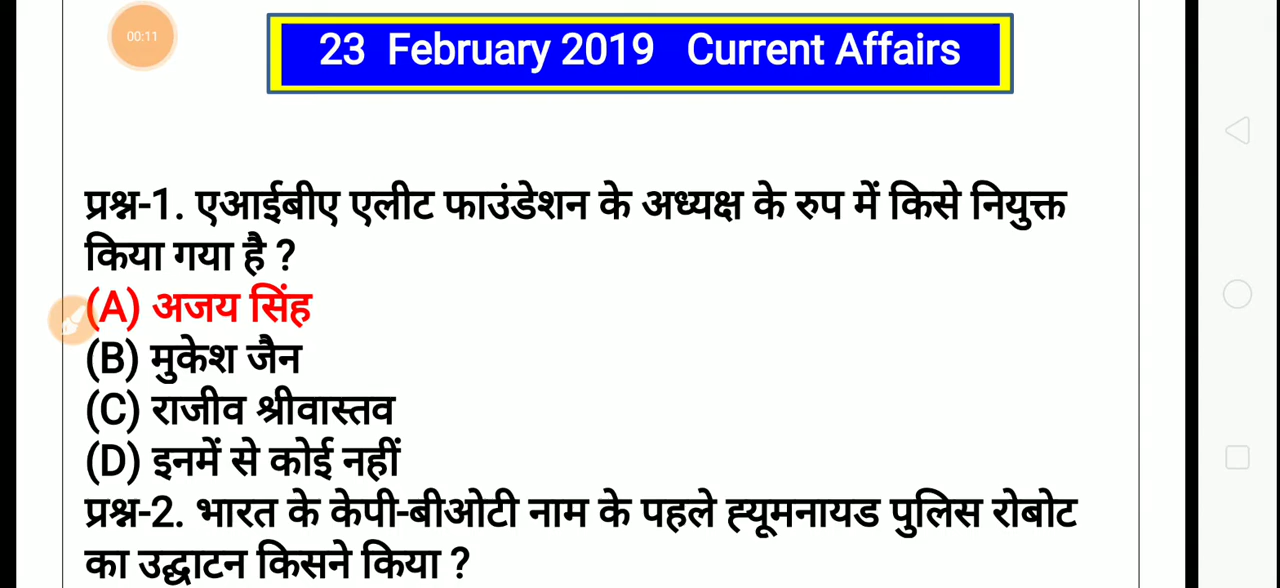 00:11
23 February 2019 Current Affairs
प्रश्न-1. एआईबीए एलीट फाउंडेशन के अध्यक्ष के रुप में किसे नियुक्त
किया गया है ?
(A) अजय सिंह
(B) मुकेश जैन
(C) राजीव श्रीवास्तव
(D) इनमें से कोई नहीं
प्रश्न-2. भारत के केपी-बीओटी नाम के पहले ह्यूमनायड पुलिस रोबोट
का उद्घाटन किसने किया ?